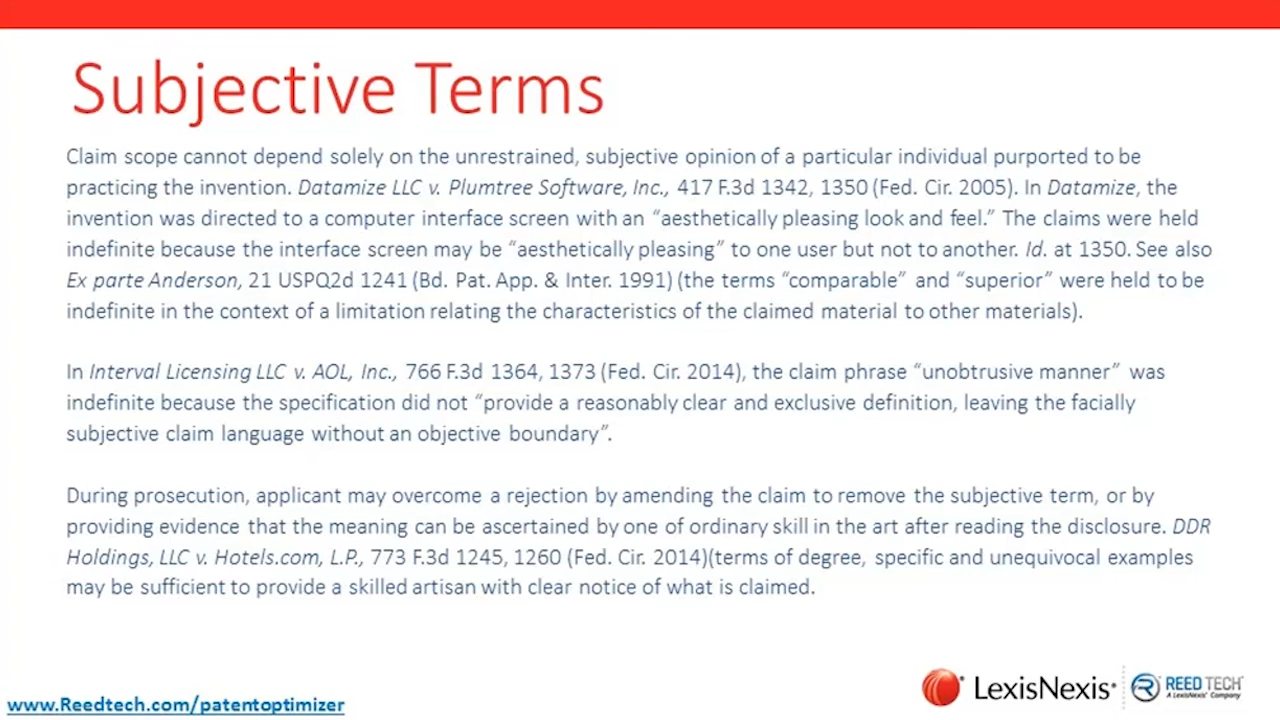 Subjective Terms
Claim scope cannot depend solely on the unrestrained, subjective opinion of a particular individual purported to be
practicing the invention. Datamize LLC v. Plumtree Software, Inc., 417 F.3d 1342, 1350 (Fed. Cir. 2005). In Datamize, the
invention was directed to a computer interface screen with an “aesthetically pleasing look and feel.” The claims were held
indefinite because the interface screen may be “aesthetically pleasing” to one user but not to another. Id. at 1350. See also
Ex parte Anderson, 21 USPQ2d 1241 (Bd. Pat. App. & Inter. 1991) (the terms “comparable” and “superior” were held to be
indefinite in the context of a limitation relating the characteristics of the claimed material to other materials).
In Interval Licensing LLC v. AOL, Inc., 766 F.3d 1364, 1373 (Fed. Cir. 2014), the claim phrase “unobtrusive manner” was
indefinite because the specification did not “provide a reasonably clear and exclusive definition, leaving the facially
subjective claim language without an objective boundary”.
During prosecution, applicant may overcome a rejection by amending the claim to remove the subjective term, or by
providing evidence that the meaning can be ascertained by one of ordinary skill in the art after reading the disclosure. DDR
Holdings, LLC v. Hotels.com, L.P., 773 F.3d 1245, 1260 (Fed. Cir. 2014)(terms of degree, specific and unequivocal examples
may be sufficient to provide a skilled artisan with clear notice of what is claimed.
www.Reedtech.com/patentoptimizer
LexisNexis®
REED TECH™
A LexisNexis® Company